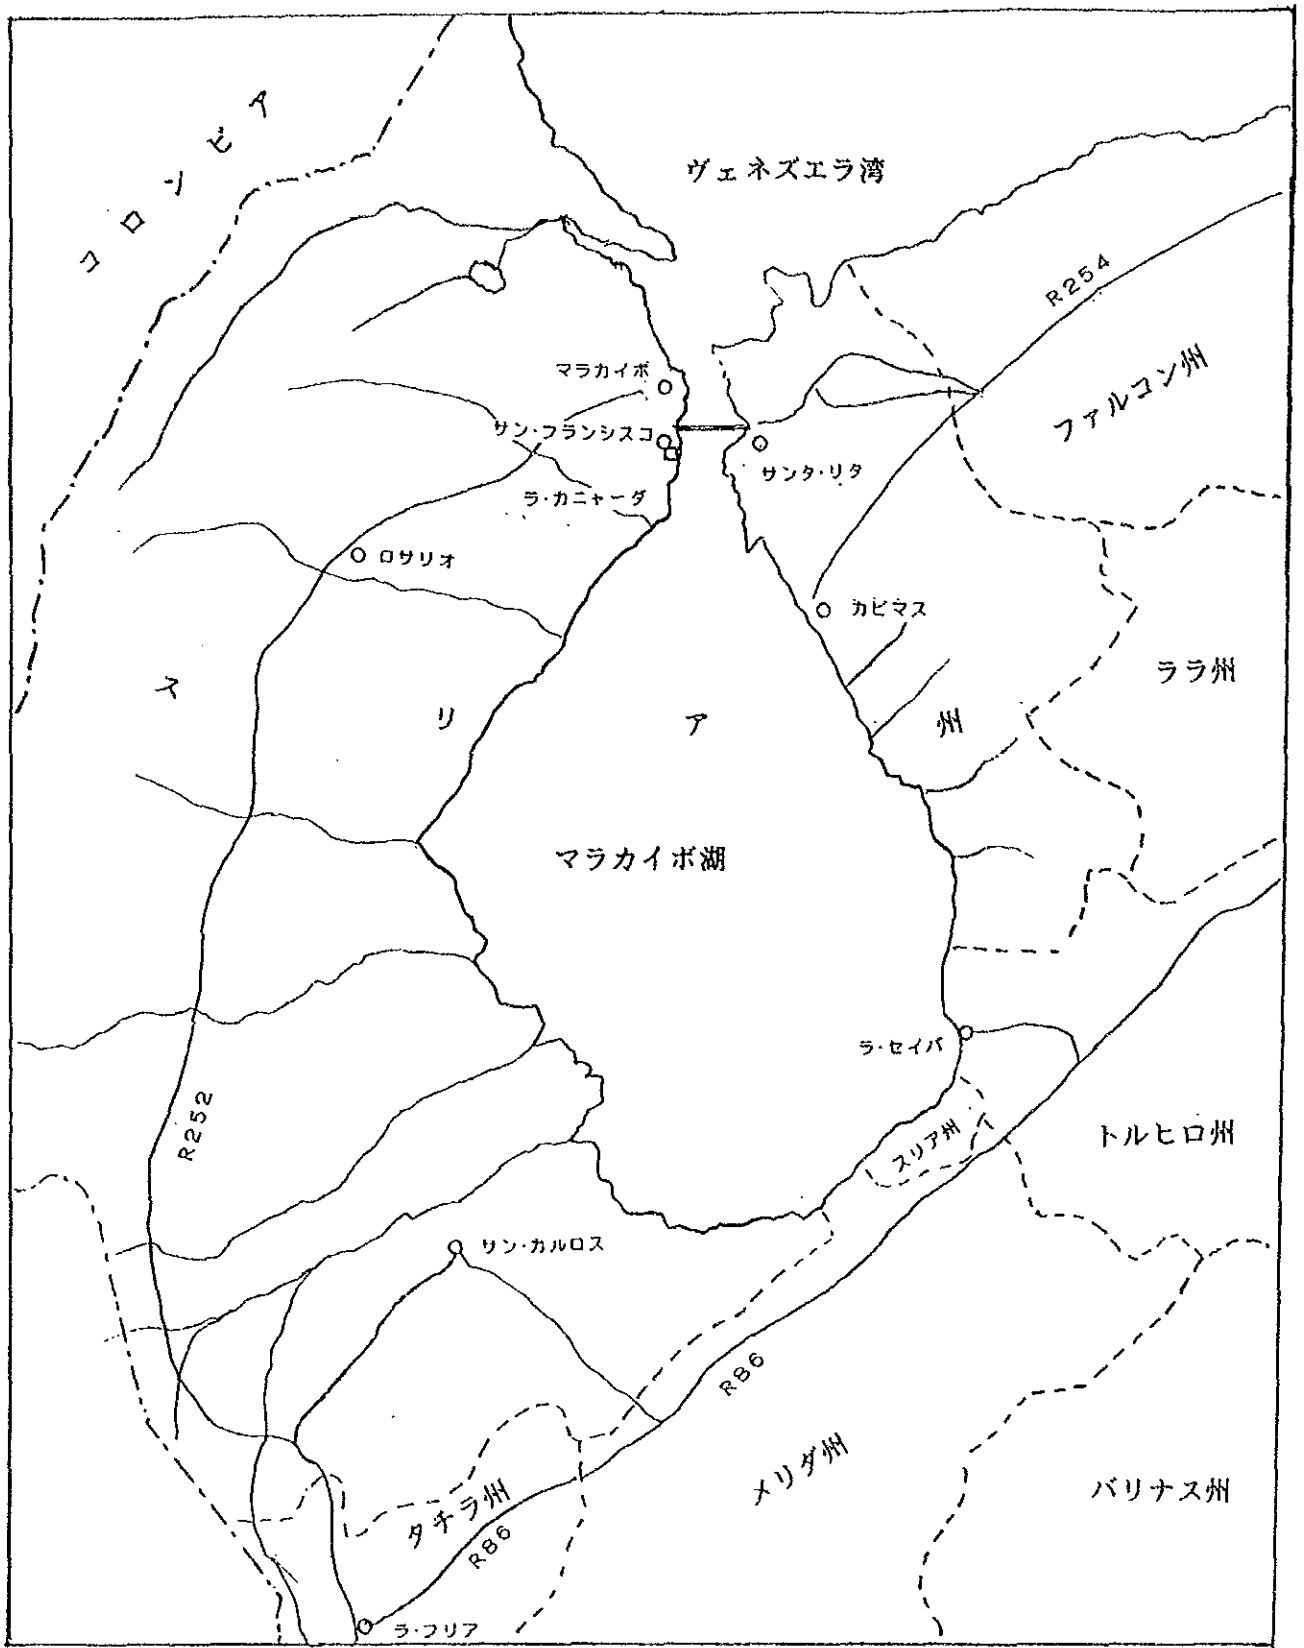 コロンビア
ヴェネズエラ湾
R254
マラカイボ
ファルコン州
サン・フランシスコ
サンタ・リタ
ラ・カニャーダ
ロサリオ
カビマス
ララ州
スリア州
マラカイボ湖
ラ・セイバ
R252
スリア州
トルヒロ州
サン・カルロス
R86
メリダ州
バリナス州
タチラ州
R86
ラ・フリア